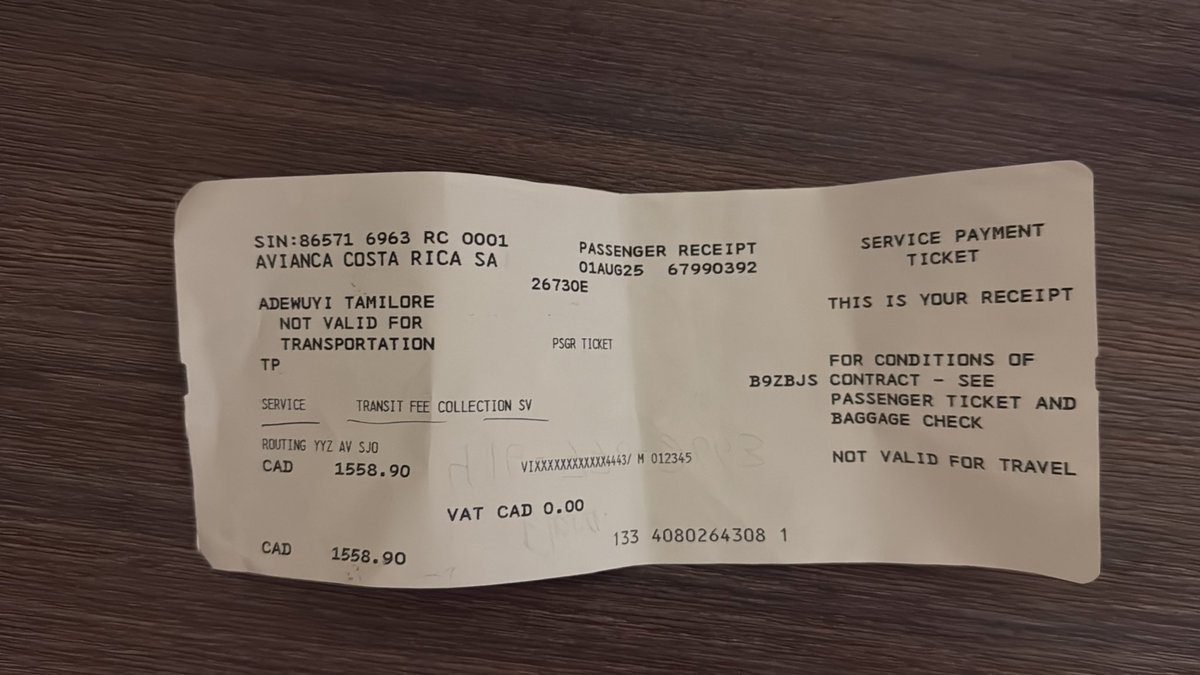 SIN:86571 6963 RC 0001
AVIANCA COSTA RICA SA
PASSENGER RECEIPT
01AUG25 67990392
26730E
SERVICE PAYMENT
TICKET
ADEWUYI TAMILORE
NOT VALID FOR
TRANSPORTATION
TP
PSGR TICKET
THIS IS YOUR RECEIPT
FOR CONDITIONS OF
B9ZBJS CONTRACT - SEE
PASSENGER TICKET AND
BAGGAGE CHECK
SERVICE TRANSIT FEE COLLECTION SV
ROUTING YYZ AV SJO
CAD 1558.90
VIXXXXXXXXXXXX4443/ M 012345
NOT VALID FOR TRAVEL
VAT CAD 0.00
133 4080264308 1
CAD 1558.90